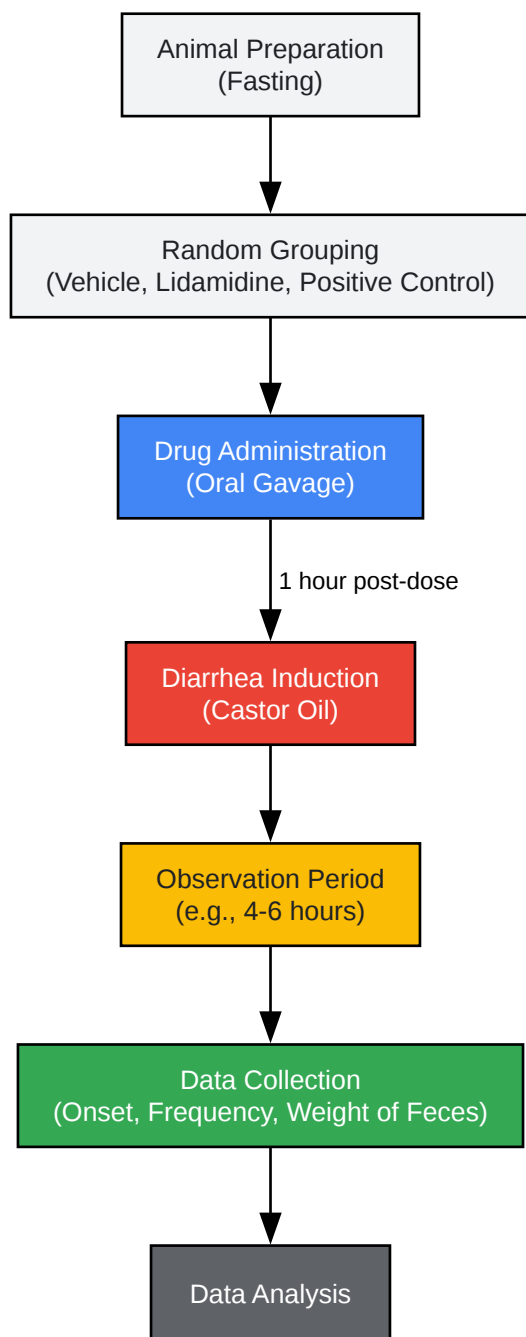 Animal Preparation
(Fasting)
Random Grouping
(Vehicle, Lidamidine, Positive Control)
Drug Administration
(Oral Gavage)
1 hour post-dose
Diarrhea Induction
(Castor Oil)
Observation Period
(e.g., 4-6 hours)
Data Collection
(Onset, Frequency, Weight of Feces)
Data Analysis